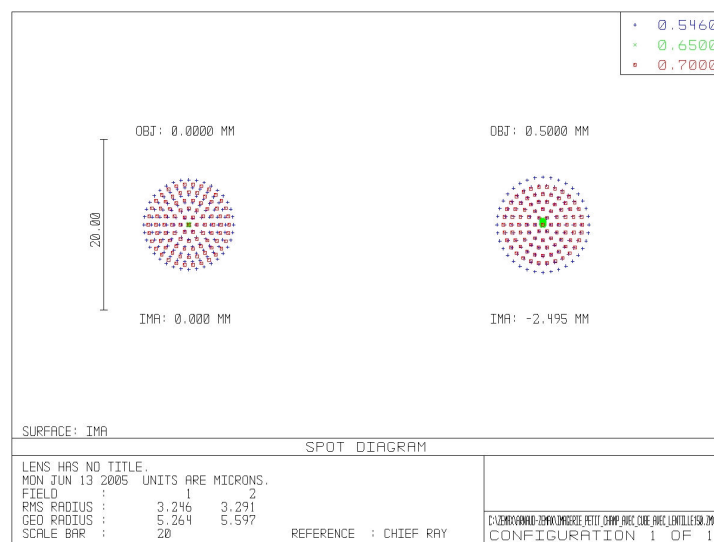 0.5460
0.6500
0.7000
OBJ: 0.0000 MM
OBJ: 0.5000 MM
20.00
IMA: 0.000 MM
IMA: -2.495 MM
SURFACE: IMA
SPOT DIAGRAM
LENS HAS NO TITLE.
MON JUN 13 2005 UNITS ARE MICRONS.
FIELD : 1 2
RMS RADIUS : 3.246 3.291
GEO RADIUS : 5.264 5.597
SCALE BAR : 20 REFERENCE : CHIEF RAY
CONFIGURATION 1 OF 1